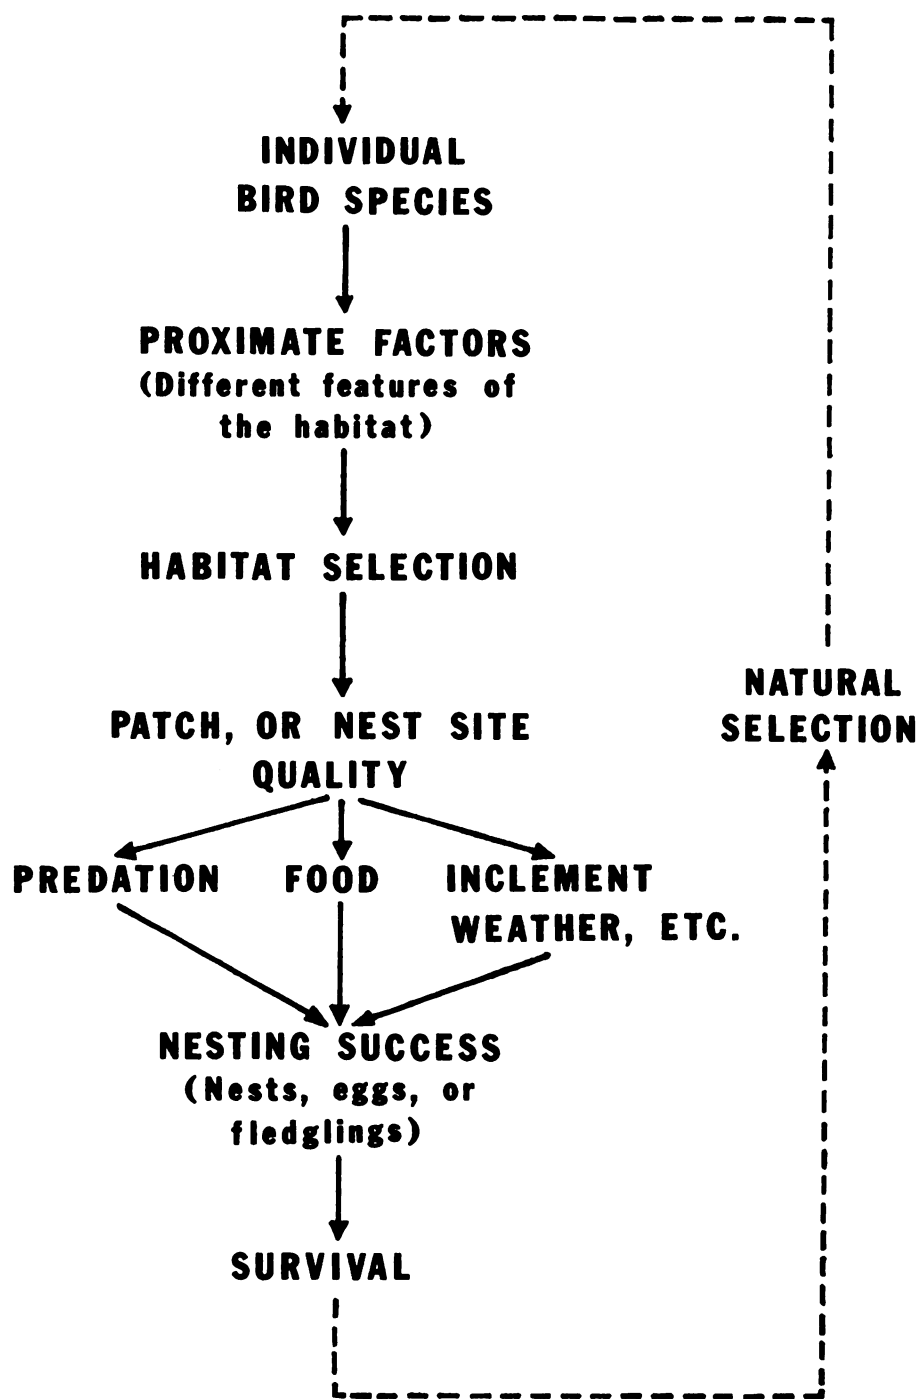 INDIVIDUAL
BIRD SPECIES
PROXIMATE FACTORS
(Different features of
the habitat)
HABITAT SELECTION
PATCH, OR NEST SITE
QUALITY
NATURAL
SELECTION
PREDATION
FOOD
INCLEMENT
WEATHER, ETC.
NESTING SUCCESS
(Nests, eggs, or
fledglings)
SURVIVAL